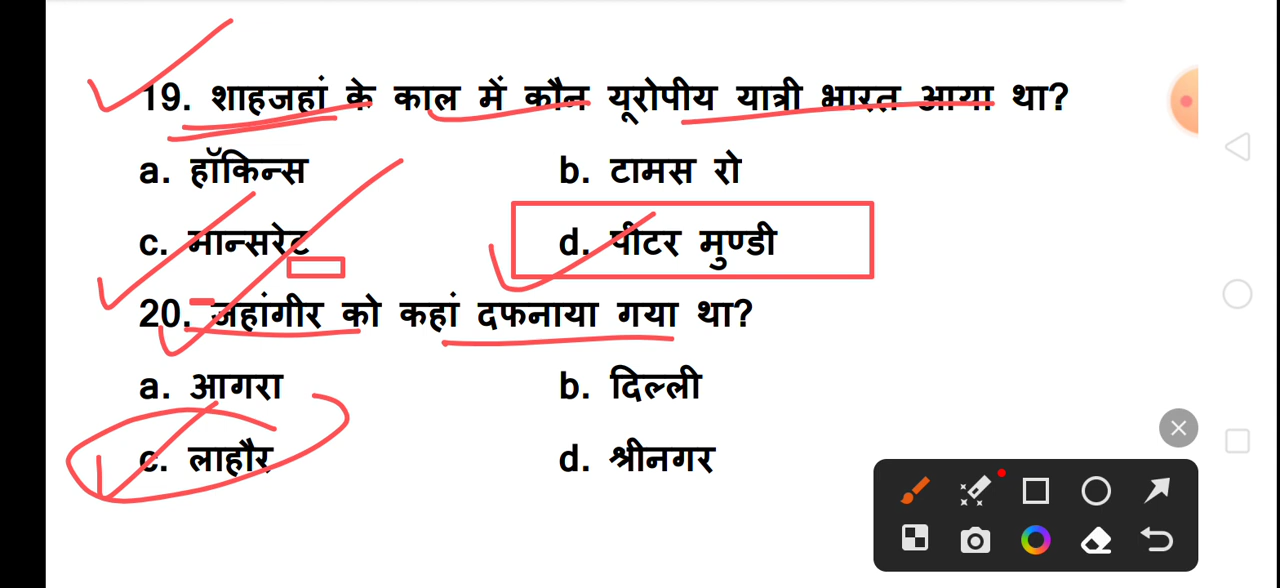 19. शाहजहां के काल में कौन यूरोपीय यात्री भारत आया था?
a. हॉकिन्स b. टामस रो
c. मान्सरेट d. पीटर मुण्डी
20. जहांगीर को कहां दफनाया गया था?
a. आगरा b. दिल्ली
c. लाहौर d. श्रीनगर